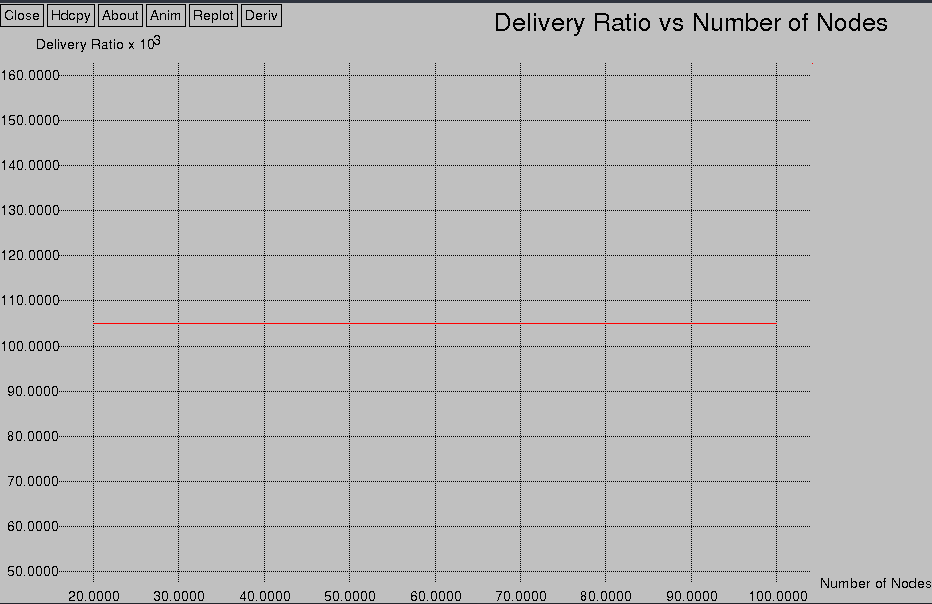 Close Hdcpy About Anim Replot Deriv
Delivery Ratio vs Number of Nodes
Delivery Ratio x 10³
160.0000
150.0000
140.0000
130.0000
120.0000
110.0000
100.0000
90.0000
80.0000
70.0000
60.0000
50.0000
Number of Nodes
20.0000 30.0000 40.0000 50.0000 60.0000 70.0000 80.0000 90.0000 100.0000